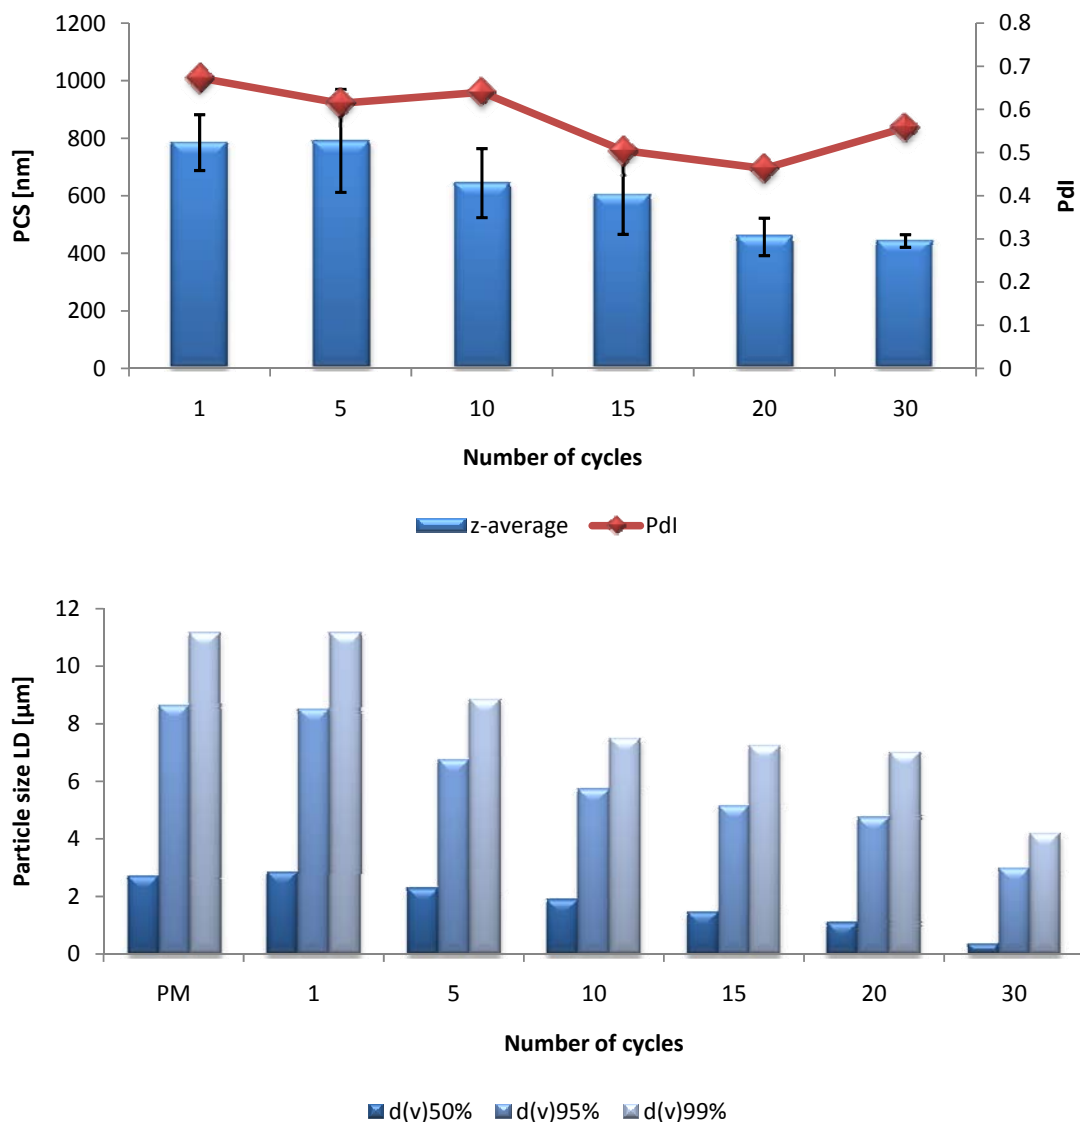 1200
1000
800
600
400
200
0
PCS [nm]
0.8
0.7
0.6
0.5
0.4
0.3
0.2
0.1
0
PdI
1 5 10 15 20 30
Number of cycles
z-average PdI
12
10
8
6
4
2
0
Particle size LD [µm]
PM 1 5 10 15 20 30
Number of cycles
d(v)50% d(v)95% d(v)99%